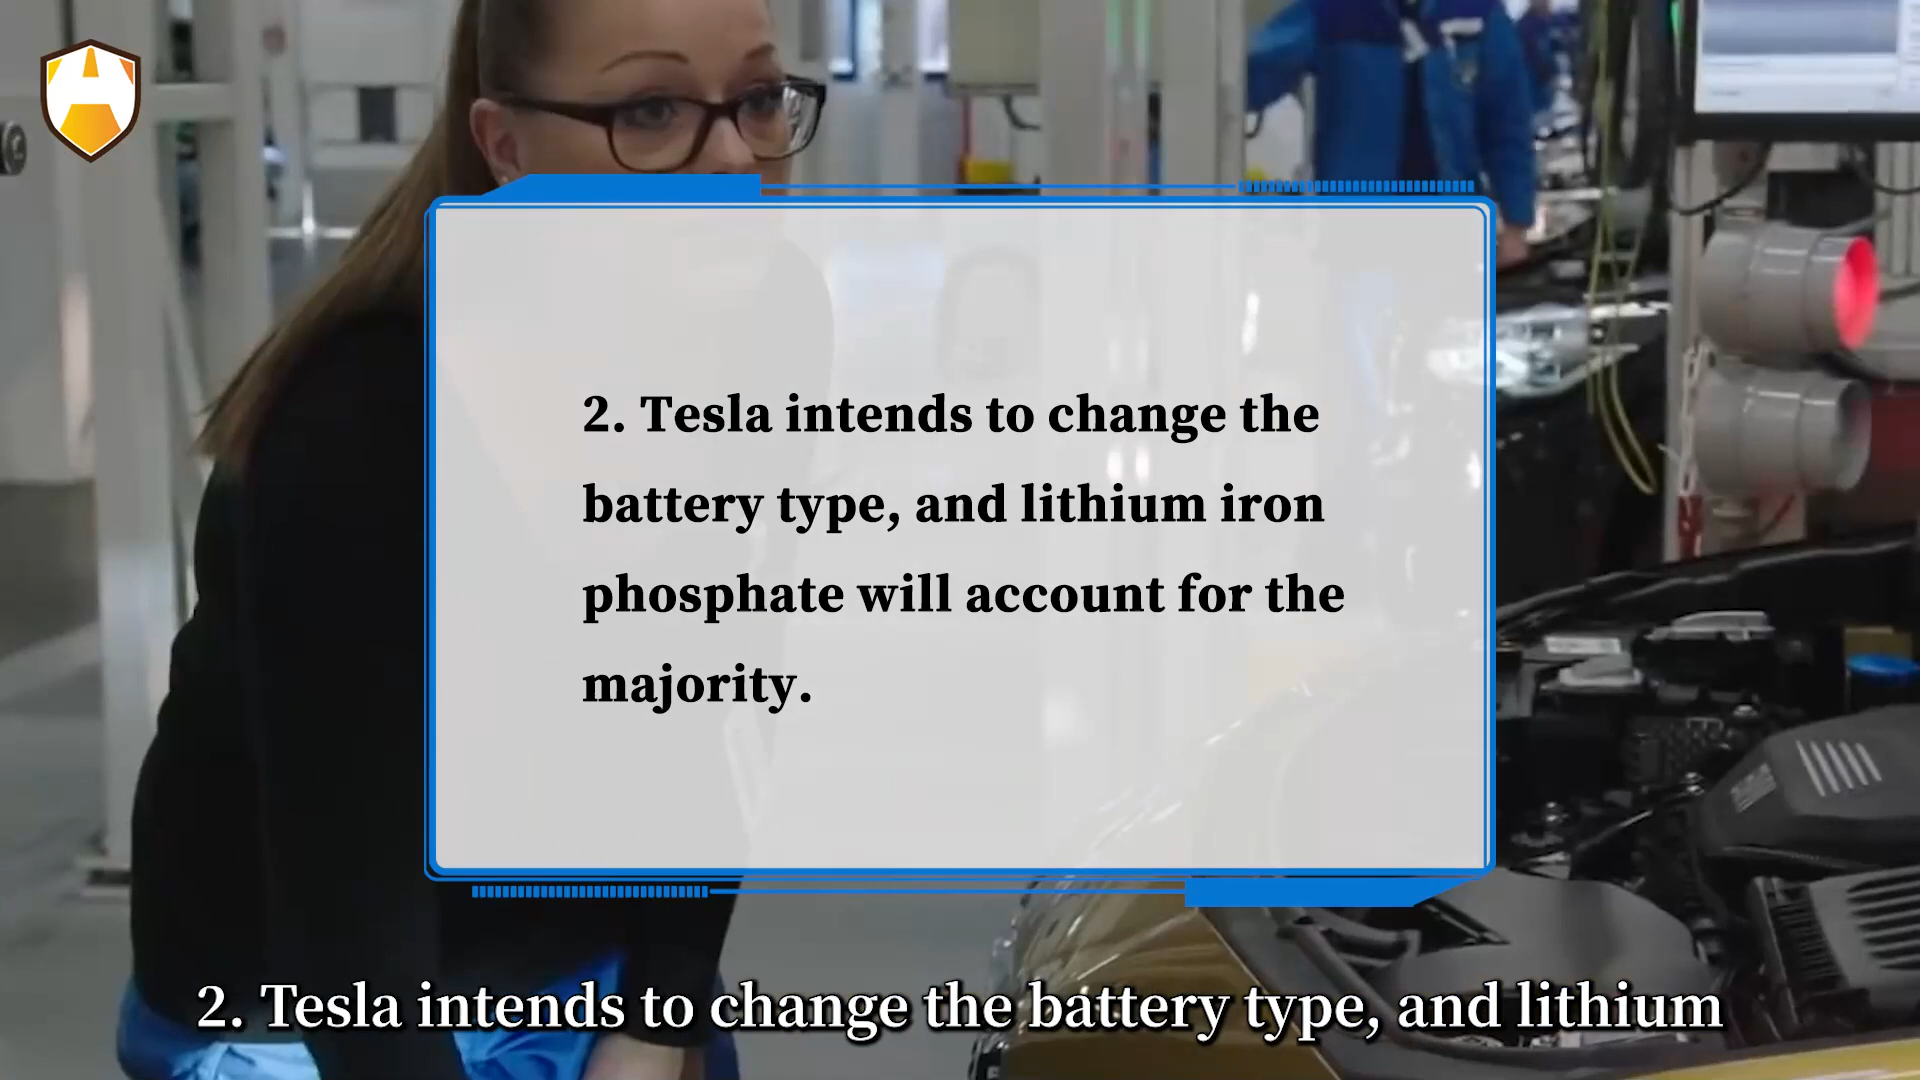 2. Tesla intends to change the
battery type, and lithium iron
phosphate will account for the
majority.
2. Tesla intends to change the battery type, and lithium